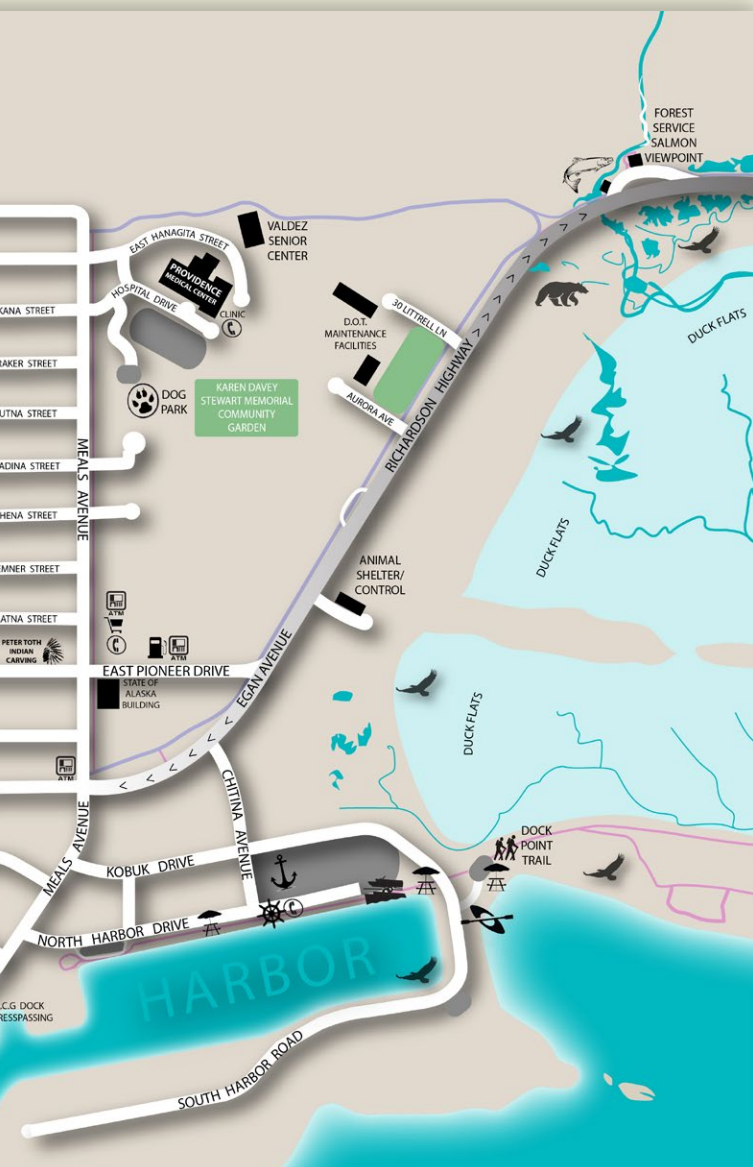 FOREST
SERVICE
SALMON
VIEWPOINT
EAST HANAGITA STREET
VALDEZ
SENIOR
CENTER
PROVIDENCE
MEDICAL CENTER
HOSPITAL DRIVE
CLINIC
KANA STREET
30 LITTRELL LN
D.O.T.
MAINTENANCE
FACILITIES
DUCK FLATS
RAKER STREET
DOG
PARK
KAREN DAVEY
STEWART MEMORIAL
COMMUNITY
GARDEN
AURORA AVE
RICHARDSON HIGHWAY
UTNA STREET
MEALS AVENUE
ADINA STREET
HENA STREET
DUCK FLATS
ANIMAL
SHELTER/
CONTROL
EMNER STREET
ATM
ATNA STREET
PETER TOTH
INDIAN
CARVING
ATM
EAST PIONEER DRIVE
EGAN AVENUE
STATE OF
ALASKA
BUILDING
DUCK FLATS
ATM
CHITINA AVENUE
MEALS AVENUE
KOBUK DRIVE
DOCK
POINT
TRAIL
NORTH HARBOR DRIVE
HARBOR
.C.G DOCK
RESSPASSING
SOUTH HARBOR ROAD